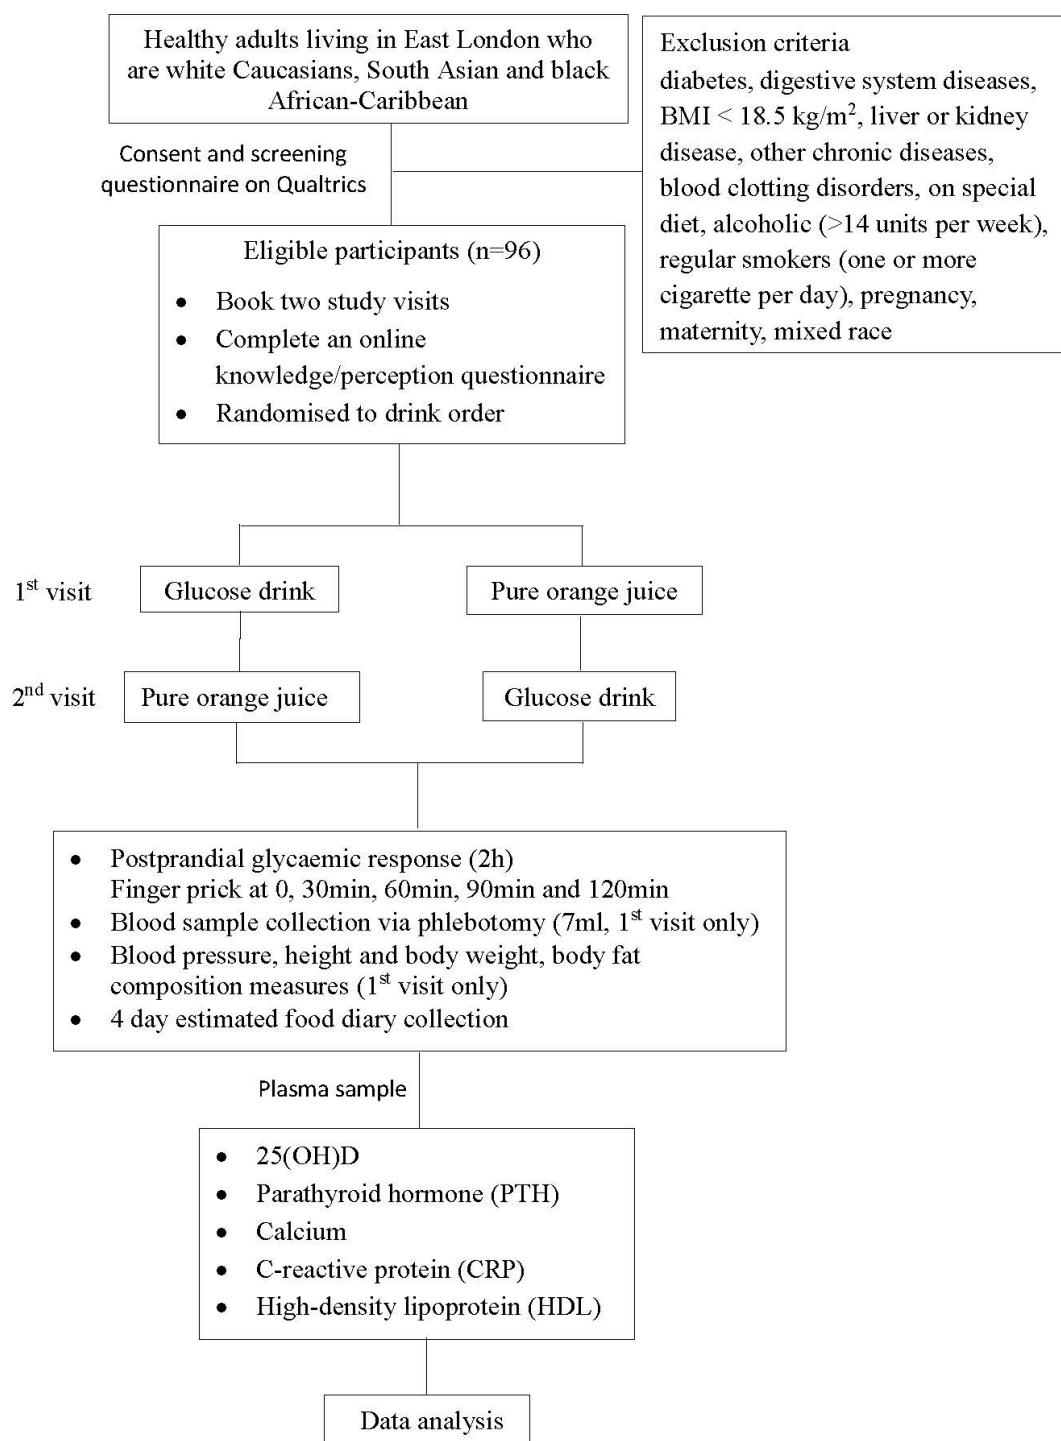 Healthy adults living in East London who
are white Caucasians, South Asian and black
African-Caribbean
Exclusion criteria
diabetes, digestive system diseases,
BMI < 18.5 kg/m², liver or kidney
disease, other chronic diseases,
blood clotting disorders, on special
diet, alcoholic (>14 units per week),
regular smokers (one or more
cigarette per day), pregnancy,
maternity, mixed race
Consent and screening
questionnaire on Qualtrics
Eligible participants (n=96)
• Book two study visits
• Complete an online
knowledge/perception questionnaire
• Randomised to drink order
1st visit
Glucose drink
Pure orange juice
2nd visit
Pure orange juice
Glucose drink
• Postprandial glycaemic response (2h)
Finger prick at 0, 30min, 60min, 90min and 120min
• Blood sample collection via phlebotomy (7ml, 1st visit only)
• Blood pressure, height and body weight, body fat
composition measures (1st visit only)
• 4 day estimated food diary collection
Plasma sample
• 25(OH)D
• Parathyroid hormone (PTH)
• Calcium
• C-reactive protein (CRP)
• High-density lipoprotein (HDL)
Data analysis